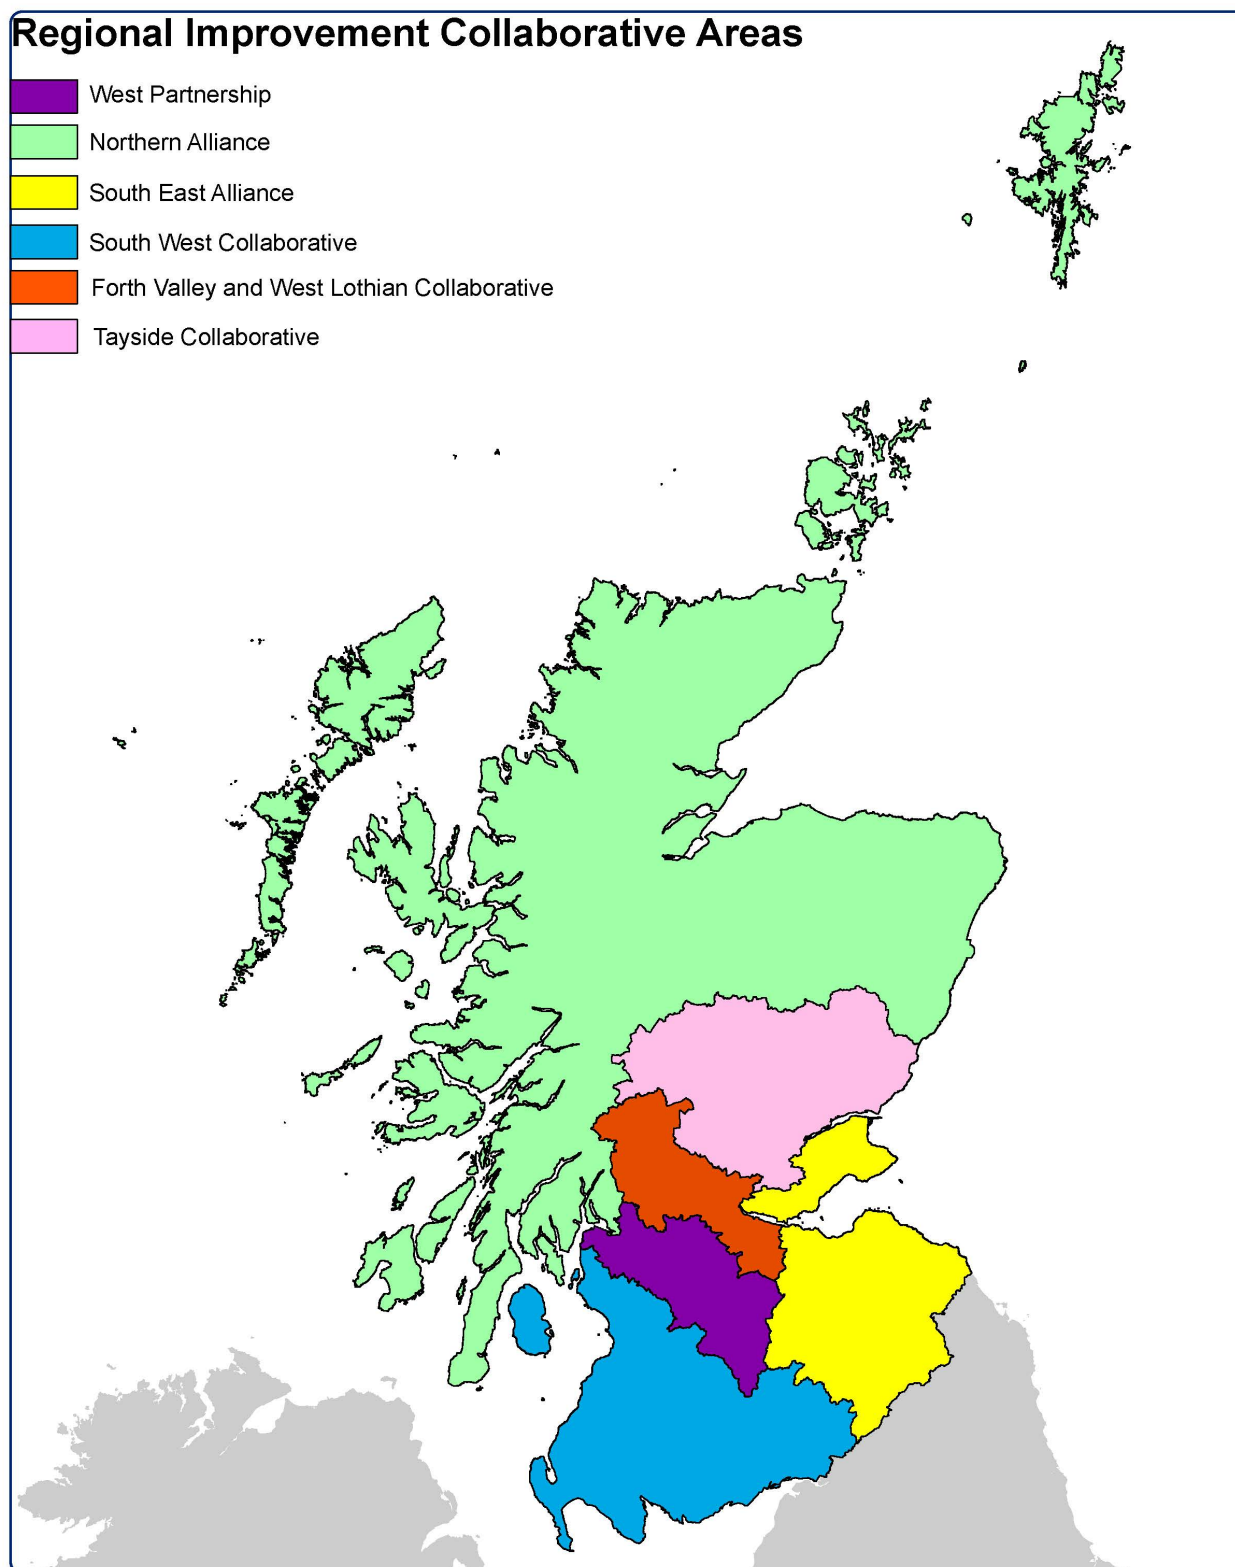 Regional Improvement Collaborative Areas
West Partnership
Northern Alliance
South East Alliance
South West Collaborative
Forth Valley and West Lothian Collaborative
Tayside Collaborative